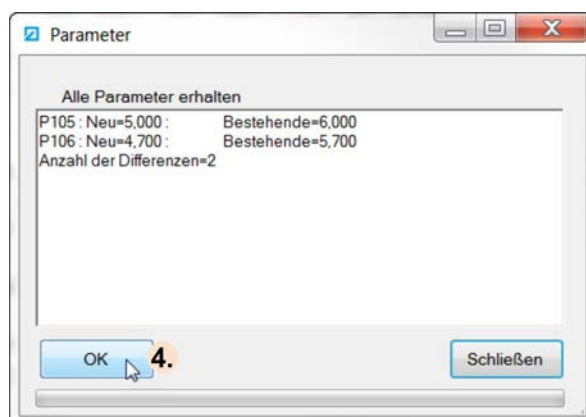 Parameter
Alle Parameter erhalten
P105 : Neu=5,000 : Bestehende=6,000
P106 : Neu=4,700 : Bestehende=5,700
Anzahl der Differenzen=2
OK 4. Schließen